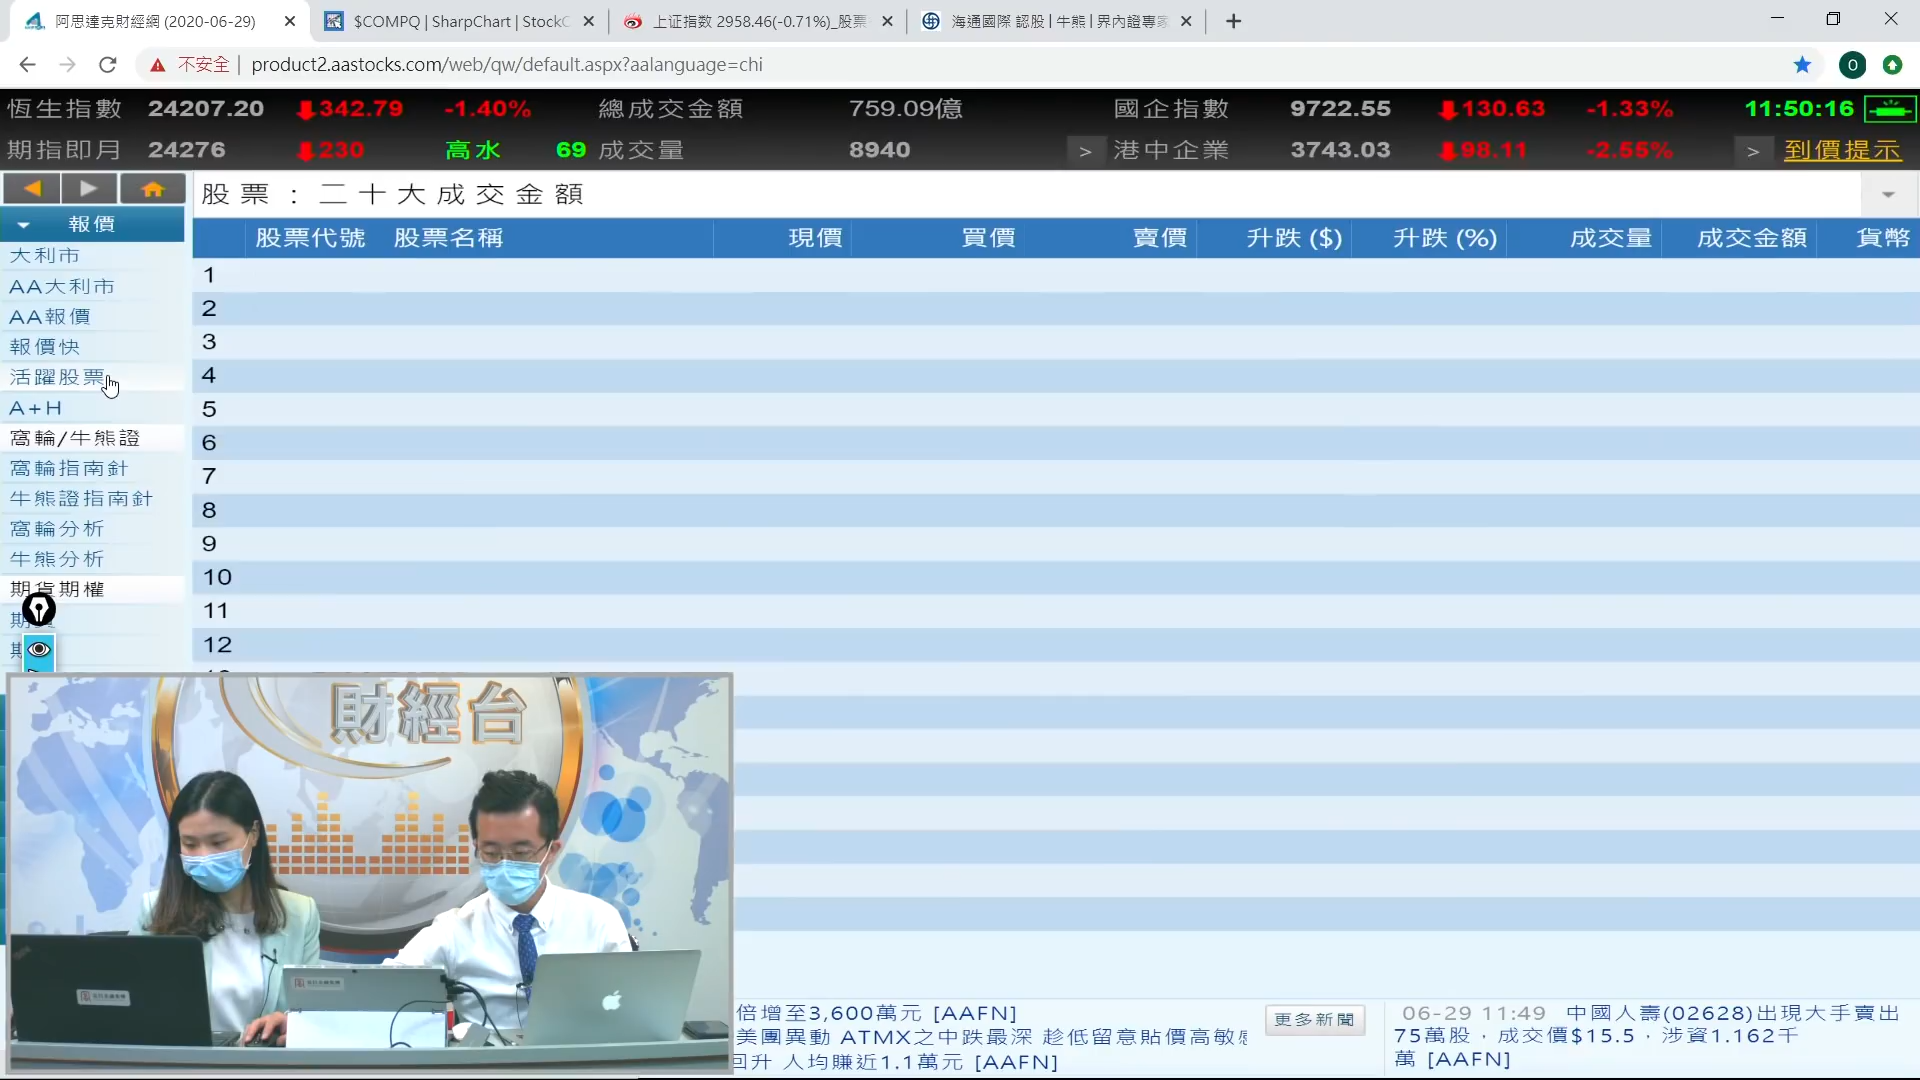 阿思達克財經網 (2020-06-29)
$COMPQ | SharpChart | StockC
上证指数 2958.46(-0.71%)_股票
海通國際 認股 | 牛熊 | 界內證專家
不安全
product2.aastocks.com/web/qw/default.aspx?aalanguage=chi
O
恆生指數 24207.20 342.79 -1.40% 總成交金額 759.09億 國企指數 9722.55 130.63 -1.33% 11:50:16
期指即月 24276 230 高水 69 成交量 8940 > 港中企業 3743.03 98.11 -2.55% > 到價提示
股票：二十大成交金額
報價
股票代號 股票名稱 現價 買價 賣價 升跌 ($) 升跌 (%) 成交量 成交金額 貨幣
大利市
AA大利市
AA報價
報價快
活躍股票
A+H
窩輪/牛熊證
窩輪指南針
牛熊證指南針
窩輪分析
牛熊分析
期貨期權
期
期
1
2
3
4
5
6
7
8
9
10
11
12
財經台
倍增至3,600萬元 [AAFN]
美團異動 ATMX之中跌最深 趁低留意貼價高敏感
回升 人均賺近1.1萬元 [AAFN]
更多新聞
06-29 11:49 中國人壽(02628)出現大手賣出
75萬股，成交價$15.5，涉資1.162千
萬 [AAFN]